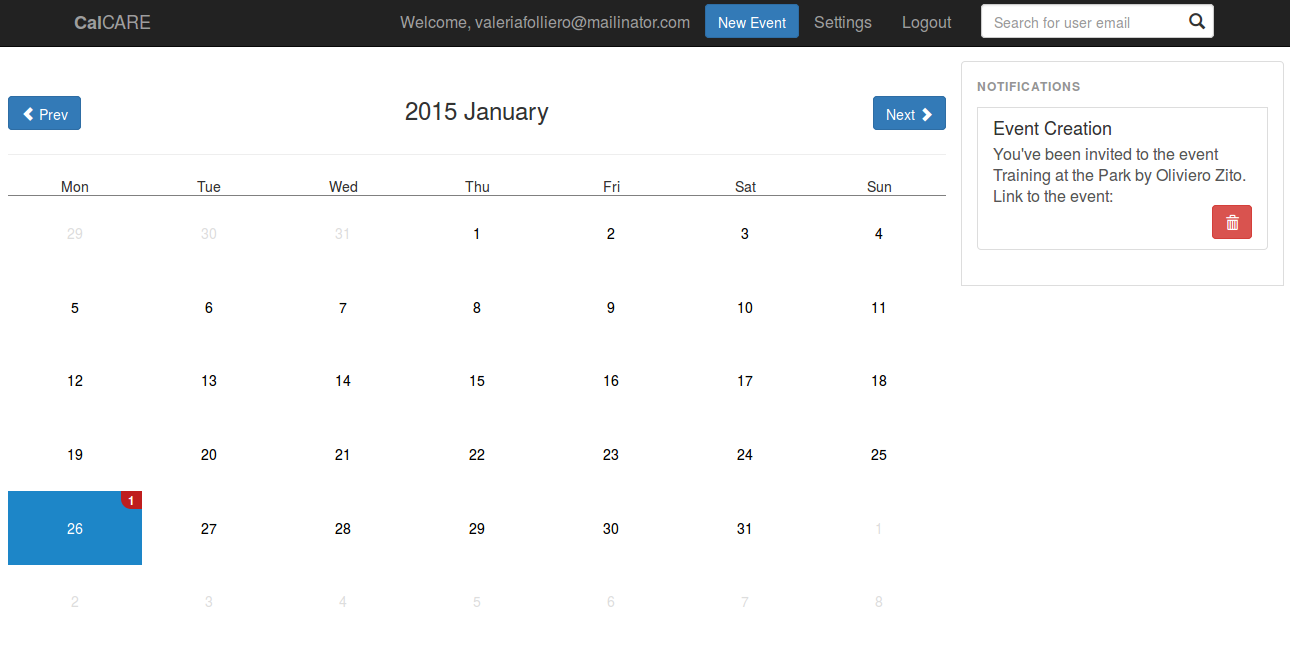 CalCARE Welcome, valeriafolliero@mailinator.com New Event Settings Logout Search for user email
NOTIFICATIONS
Prev 2015 January Next
Event Creation
You've been invited to the event
Training at the Park by Oliviero Zito.
Link to the event:
Mon Tue Wed Thu Fri Sat Sun
29 30 31 1 2 3 4
5 6 7 8 9 10 11
12 13 14 15 16 17 18
19 20 21 22 23 24 25
1
26 27 28 29 30 31 1
2 3 4 5 6 7 8